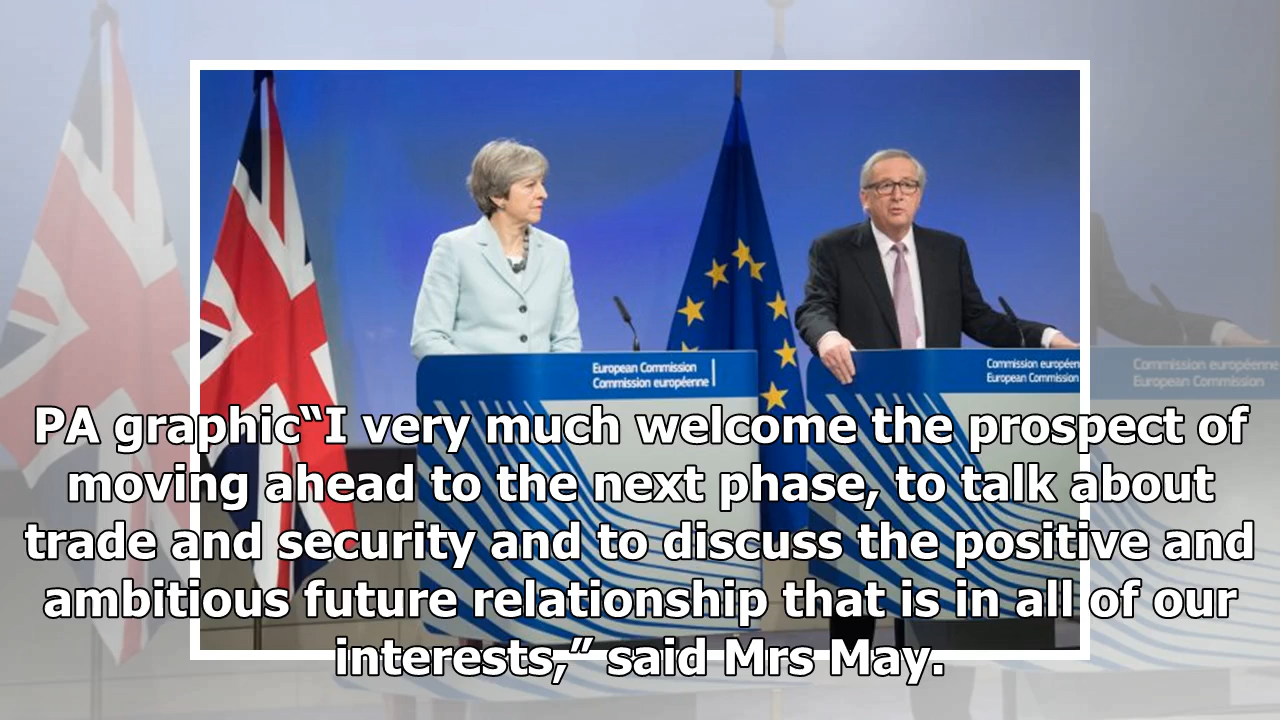 European Commission
Commission européenne
Commission européen
European Commission
Commission européenne
European Commission
PA graphic“I very much welcome the prospect of
moving ahead to the next phase, to talk about
trade and security and to discuss the positive and
ambitious future relationship that is in all of our
interests,” said Mrs May.